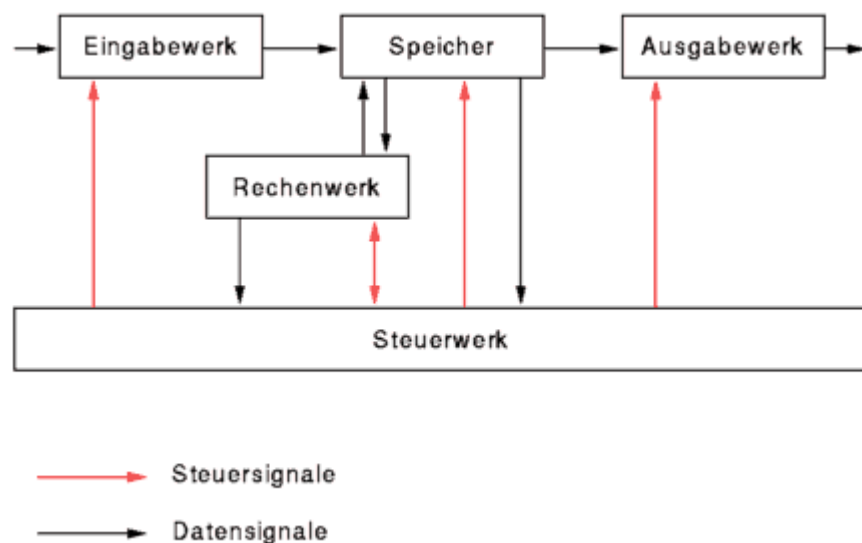 Eingabewerk
Speicher
Ausgabewerk
Rechenwerk
Steuerwerk
Steuersignale
Datensignale